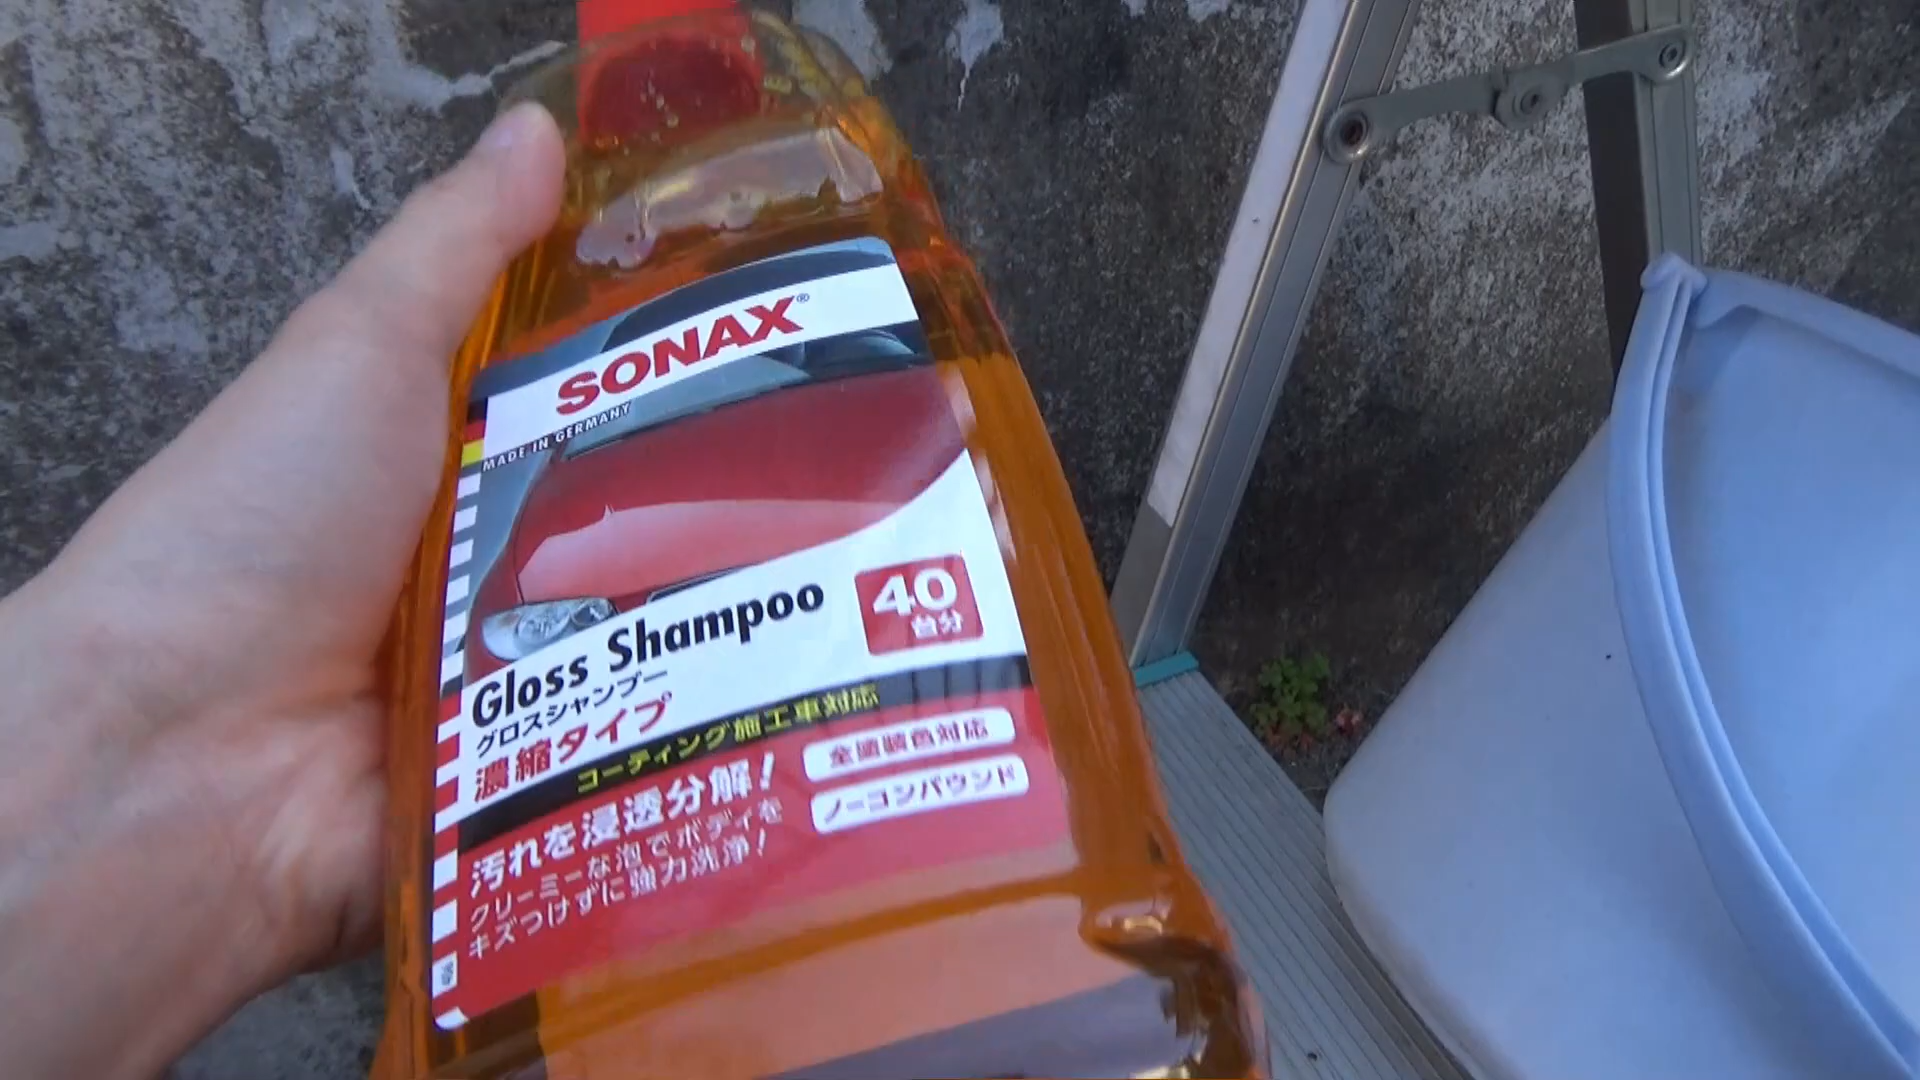 SONAX®
MADE IN GERMANY
Gloss Shampoo
40
台分
グロスシャンプー
濃縮タイプ
コーティング施工車対応
全塗装色対応
ノーコンパウンド
汚れを浸透分解!
クリーミーな泡でボディを
キズつけずに強力洗浄!